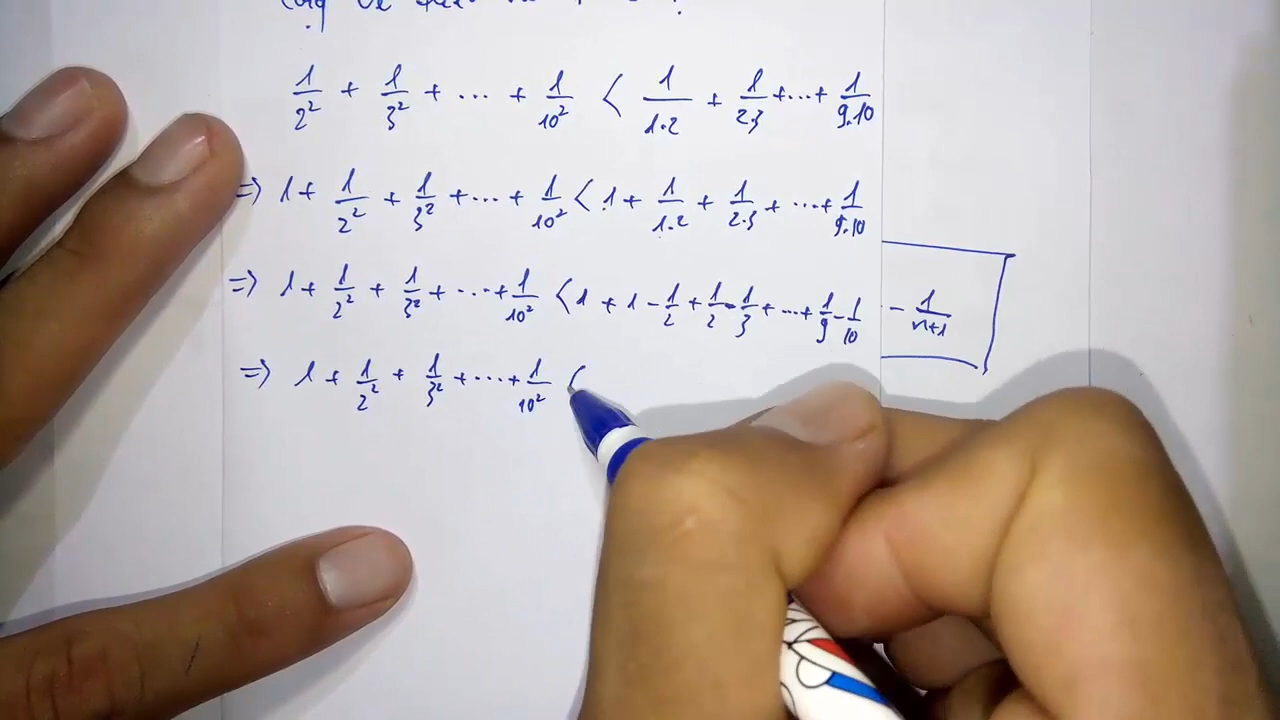 1/2² + 1/3² + ... + 1/10² < 1/1.2 + 1/2.3 + ... + 1/9.10
=> 1 + 1/2² + 1/3² + ... + 1/10² < 1 + 1/1.2 + 1/2.3 + ... + 1/9.10
=> 1 + 1/2² + 1/3² + ... + 1/10² < 1 + 1 - 1/2 + 1/2 - 1/3 + ... + 1/9 - 1/10
- 1/n+1
=> 1 + 1/2² + 1/3² + ... + 1/10² <